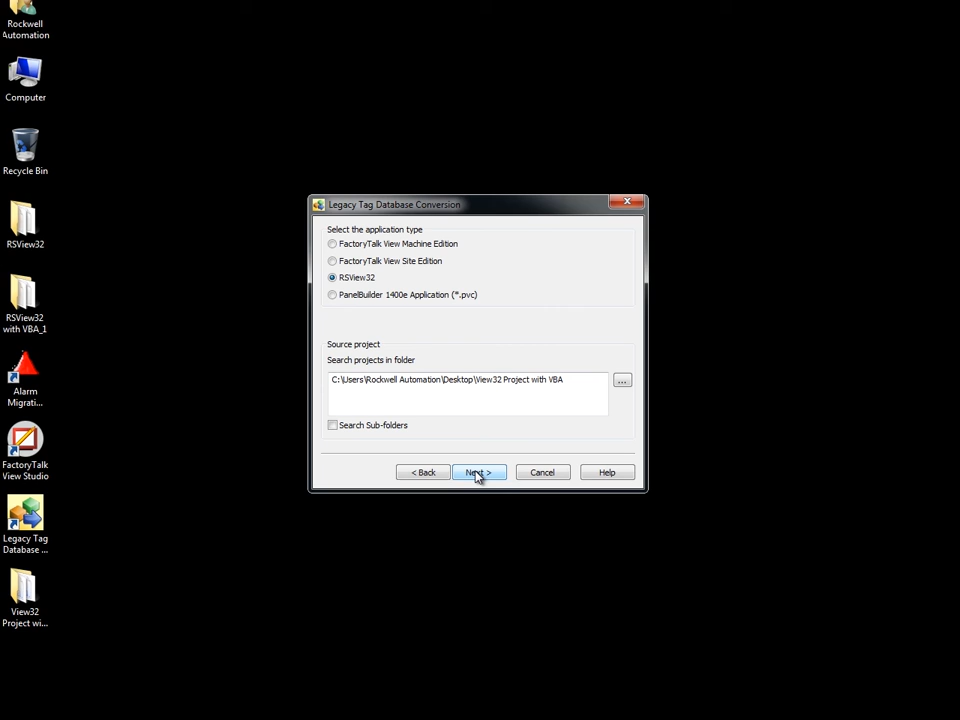 Rockwell
Automation
Computer
Recycle Bin
RSView32
RSView32
with VBA_1
Alarm
Migrati...
FactoryTalk
View Studio
Legacy Tag
Database ...
View32
Project wi...
Legacy Tag Database Conversion
Select the application type
FactoryTalk View Machine Edition
FactoryTalk View Site Edition
RSView32
PanelBuilder 1400e Application (*.pvc)
Source project
Search projects in folder
C:\Users\Rockwell Automation\Desktop\View32 Project with VBA
...
Search Sub-folders
< Back
Next >
Cancel
Help